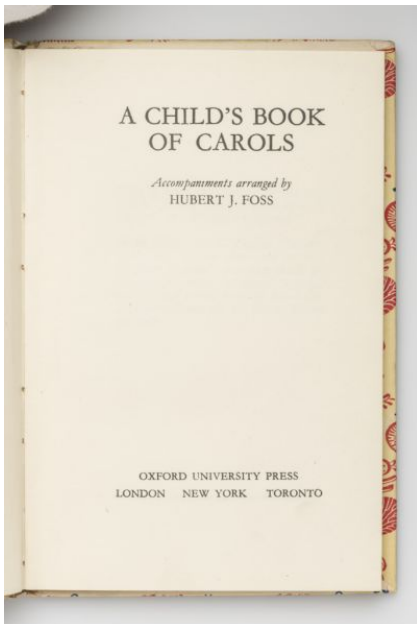 A CHILD'S BOOK
OF CAROLS
Accompaniments arranged by
HUBERT J. FOSS
OXFORD UNIVERSITY PRESS
LONDON NEW YORK TORONTO